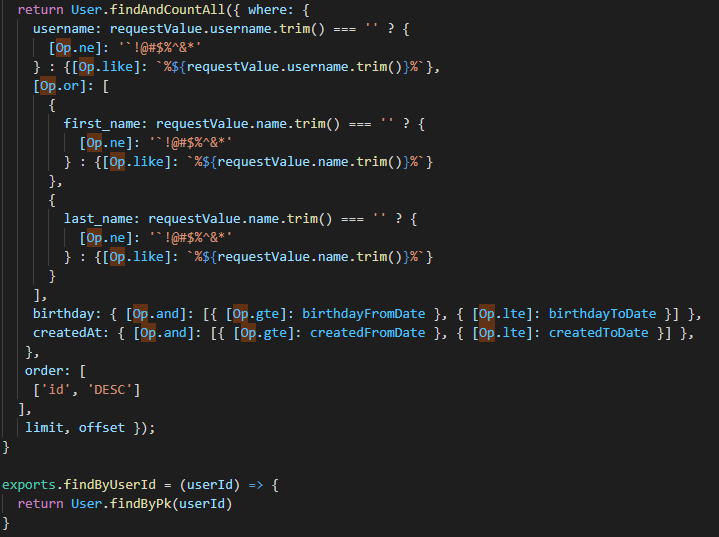 return User.findAndCountAll({ where: {
username: requestValue.username.trim() === '' ? {
[Op.ne]: '`!@#$%^&*'
} : {[Op.like]: `%${requestValue.username.trim()}%`},
[Op.or]: [
{
first_name: requestValue.name.trim() === '' ? {
[Op.ne]: '`!@#$%^&*'
} : {[Op.like]: `%${requestValue.name.trim()}%`}
},
{
last_name: requestValue.name.trim() === '' ? {
[Op.ne]: '`!@#$%^&*'
} : {[Op.like]: `%${requestValue.name.trim()}%`}
}
],
birthday: { [Op.and]: [{ [Op.gte]: birthdayFromDate }, { [Op.lte]: birthdayToDate }] },
createdAt: { [Op.and]: [{ [Op.gte]: createdFromDate }, { [Op.lte]: createdToDate }] },
},
order: [
['id', 'DESC']
],
limit, offset });
}
exports.findByUserId = (userId) => {
return User.findByPk(userId)
}